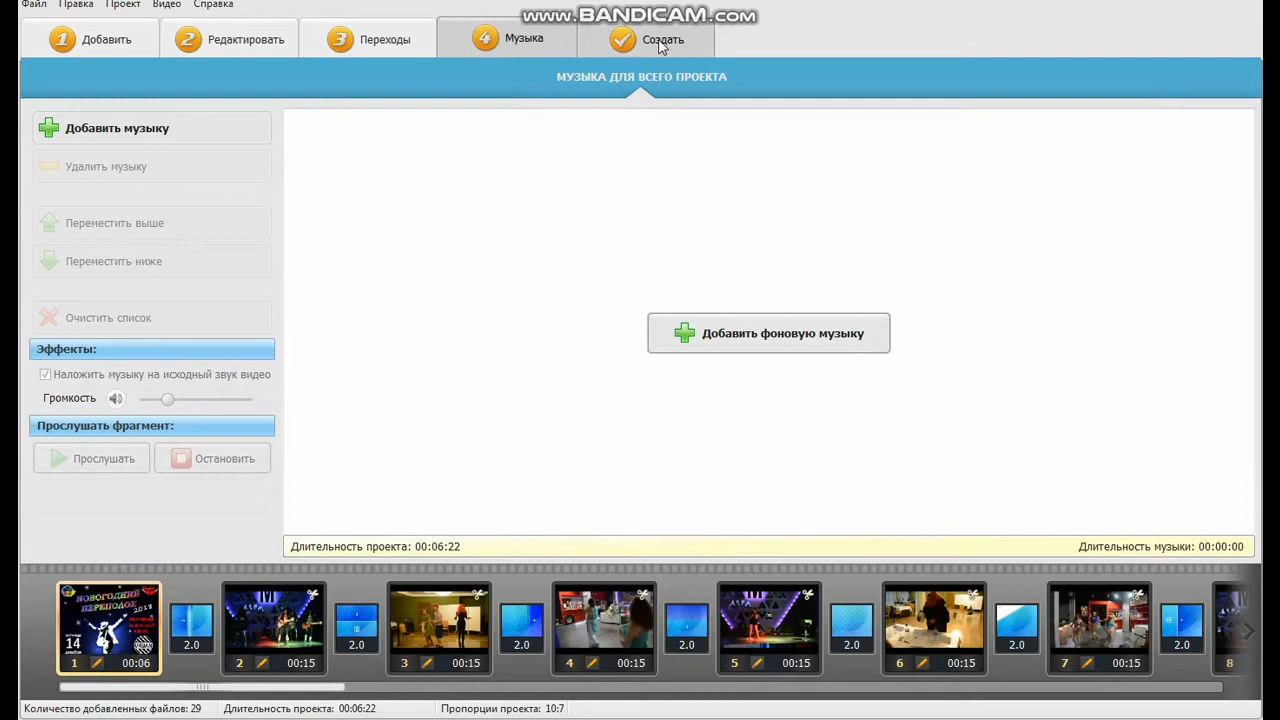 Файл Правка Проект Видео Справка
www.BANDICAM.com
1 Добавить 2 Редактировать 3 Переходы 4 Музыка Создать
МУЗЫКА ДЛЯ ВСЕГО ПРОЕКТА
Добавить музыку
Удалить музыку
Переместить выше
Переместить ниже
Очистить список
Добавить фоновую музыку
Эффекты:
Наложить музыку на исходный звук видео
Громкость
Прослушать фрагмент:
Прослушать Остановить
Длительность проекта: 00:06:22 Длительность музыки: 00:00:00
НОВОГОДНИЙ
ПЕРЕПОЛОХ
2018
14
2.0 2.0 2.0 2.0 2.0 2.0 2.0
1 00:06 2 00:15 3 00:15 4 00:15 5 00:15 6 00:15 7 00:15 8
Количество добавленных файлов: 29 Длительность проекта: 00:06:22 Пропорции проекта: 10:7